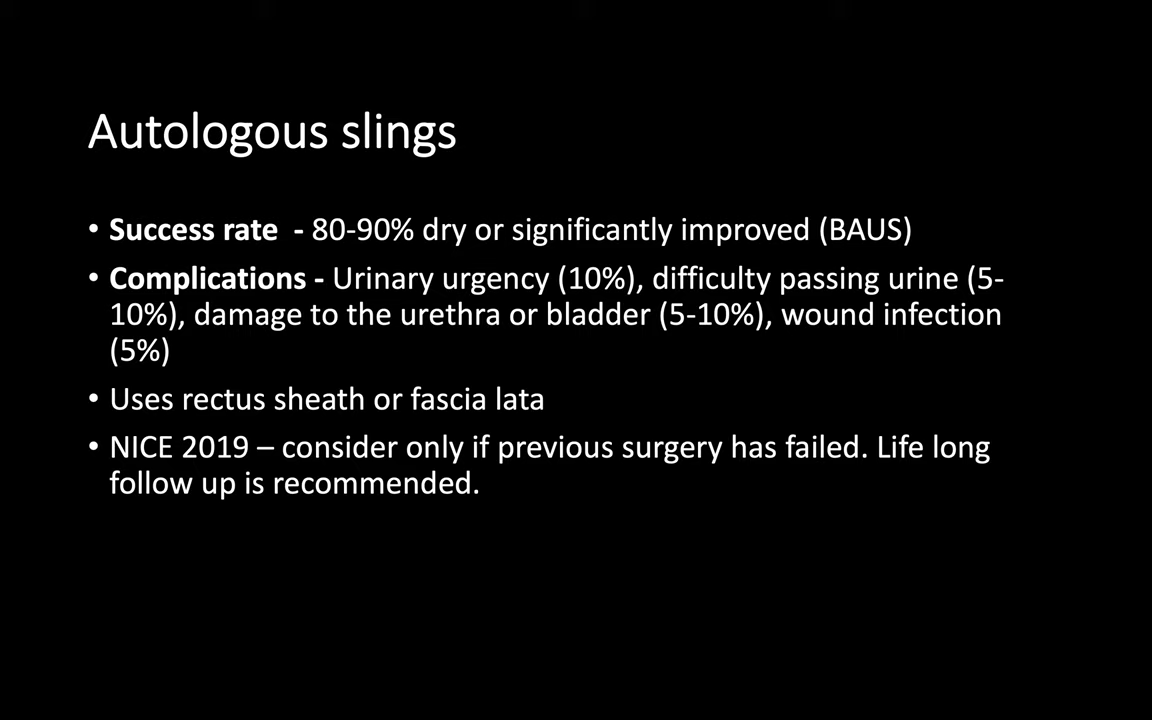 Autologous slings
• Success rate - 80-90% dry or significantly improved (BAUS)
• Complications - Urinary urgency (10%), difficulty passing urine (5-
10%), damage to the urethra or bladder (5-10%), wound infection
(5%)
• Uses rectus sheath or fascia lata
• NICE 2019 – consider only if previous surgery has failed. Life long
follow up is recommended.